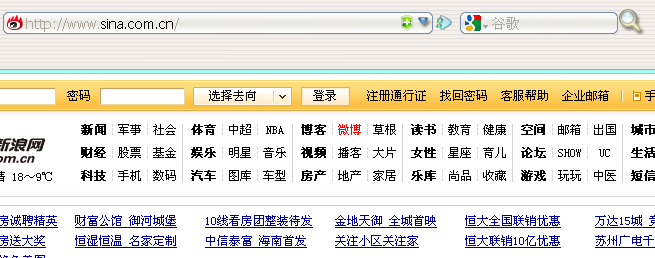 http://www.sina.com.cn/ 谷歌
密码 选择去向 登录 注册通行证 找回密码 客服帮助 企业邮箱 手
新闻 军事 社会 体育 中超 NBA 博客 微博 草根 读书 教育 健康 空间 邮箱 出国 城市
新浪网
财经 股票 基金 娱乐 明星 音乐 视频 播客 大片 女性 星座 育儿 论坛 SHOW UC 生活
om.cn
18~9℃ 科技 手机 数码 汽车 图库 车型 房产 地产 家居 乐库 尚品 收藏 游戏 玩玩 中医 短信
房诚聘精英 财富公馆 御河城堡 10线看房团整装待发 金地天御 全城首映 恒大全国联销优惠 万达15城
房送大奖 恒湿恒温 名家定制 中信泰富 海南首发 关注小区关注家 恒大联销10亿优惠 苏州广电千